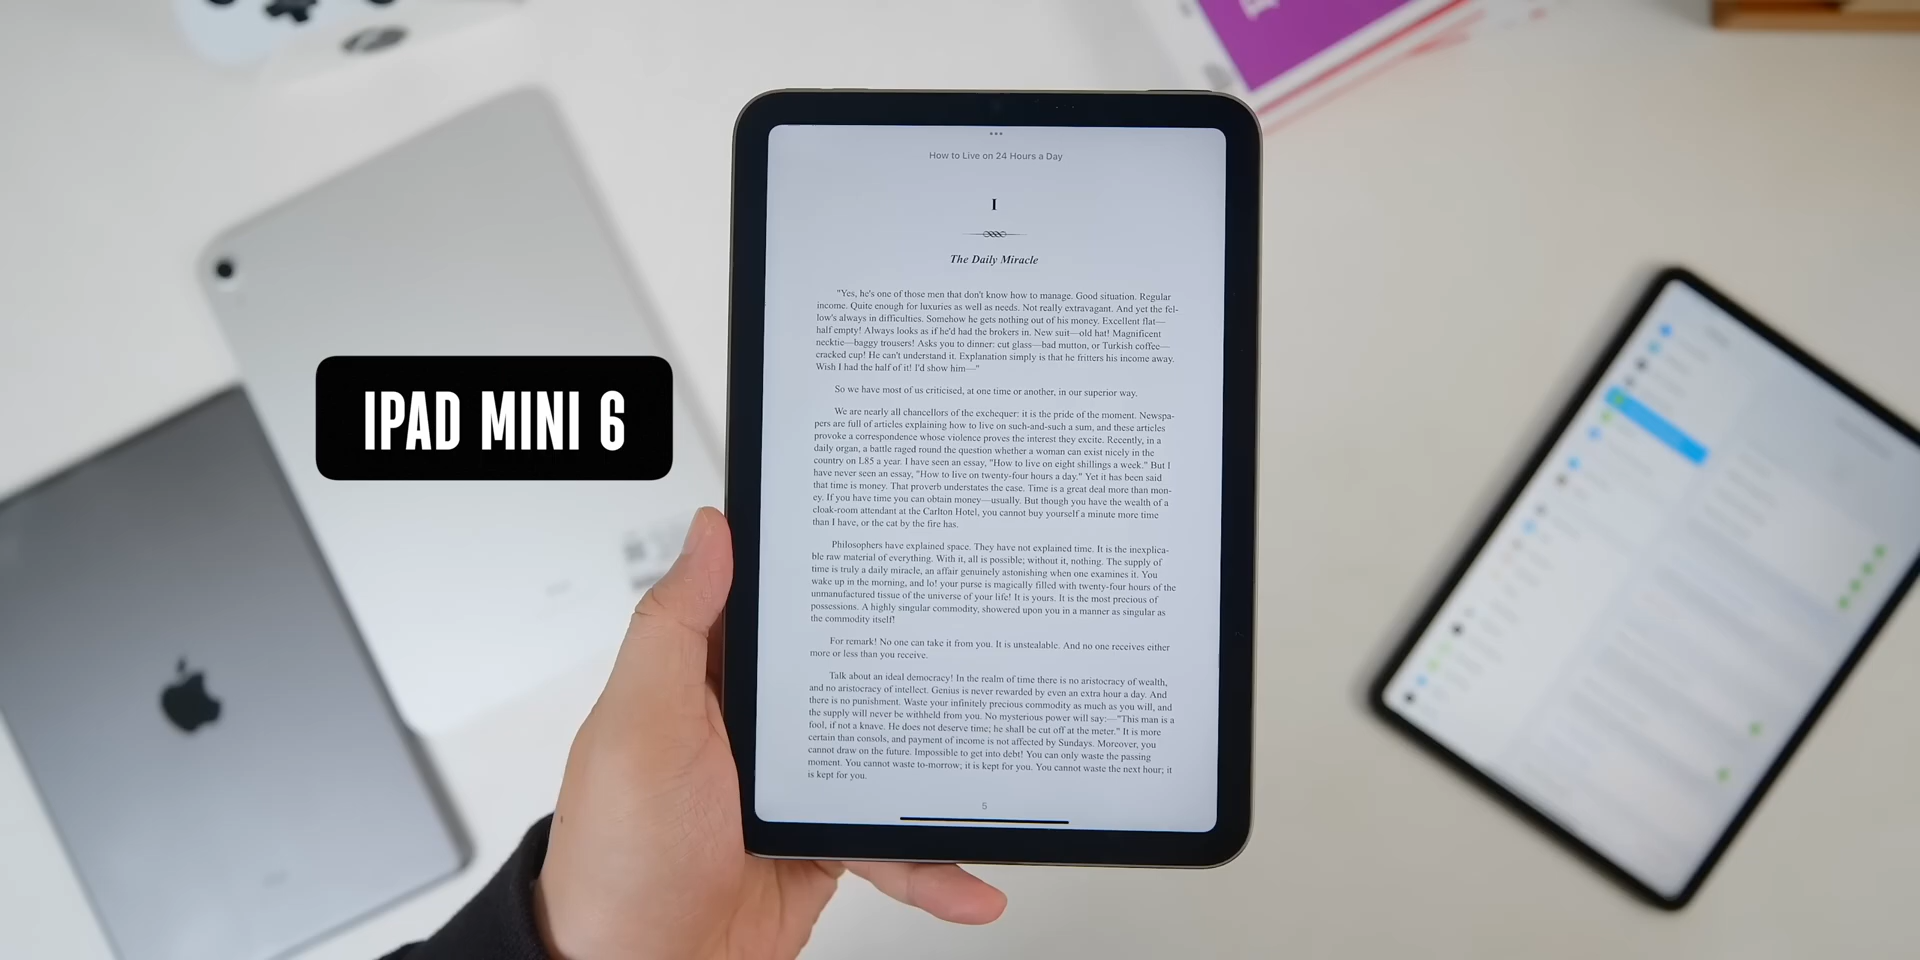 IPAD MINI 6
How to Live on 24 Hours a Day
I
The Daily Miracle
"Yes, he's one of those men that don't know how to manage. Good situation. Regular
income. Quite enough for luxuries as well as needs. Not really extravagant. And yet the fel-
low's always in difficulties. Somehow he gets nothing out of his money. Excellent flat—
half empty! Always looks as if he'd had the brokers in. New suit—old hat! Magnificent
necktie—baggy trousers! Asks you to dinner: cut glass—bad mutton, or Turkish coffee—
cracked cup! He can't understand it. Explanation simply is that he fritters his income away.
Wish I had the half of it! I'd show him—"
So we have most of us criticised, at one time or another, in our superior way.
We are nearly all chancellors of the exchequer: it is the pride of the moment. Newspa-
pers are full of articles explaining how to live on such-and-such a sum, and these articles
provoke a correspondence whose violence proves the interest they excite. Recently, in a
daily organ, a battle raged round the question whether a woman can exist nicely in the
country on L85 a year. I have seen an essay, "How to live on eight shillings a week." But I
have never seen an essay, "How to live on twenty-four hours a day." Yet it has been said
that time is money. That proverb understates the case. Time is a great deal more than mon-
ey. If you have time you can obtain money—usually. But though you have the wealth of a
cloak-room attendant at the Carlton Hotel, you cannot buy yourself a minute more time
than I have, or the cat by the fire has.
Philosophers have explained space. They have not explained time. It is the inexplica-
ble raw material of everything. With it, all is possible; without it, nothing. The supply of
time is truly a daily miracle, an affair genuinely astonishing when one examines it. You
wake up in the morning, and lo! your purse is magically filled with twenty-four hours of the
unmanufactured tissue of the universe of your life! It is yours. It is the most precious of
possessions. A highly singular commodity, showered upon you in a manner as singular as
the commodity itself!
For remark! No one can take it from you. It is unstealable. And no one receives either
more or less than you receive.
Talk about an ideal democracy! In the realm of time there is no aristocracy of wealth,
and no aristocracy of intellect. Genius is never rewarded by even an extra hour a day. And
there is no punishment. Waste your infinitely precious commodity as much as you will, and
the supply will never be withheld from you. No mysterious power will say:—"This man is a
fool, if not a knave. He does not deserve time; he shall be cut off at the meter." It is more
certain than consols, and payment of income is not affected by Sundays. Moreover, you
cannot draw on the future. Impossible to get into debt! You can only waste the passing
moment. You cannot waste to-morrow; it is kept for you. You cannot waste the next hour; it
is kept for you.
5